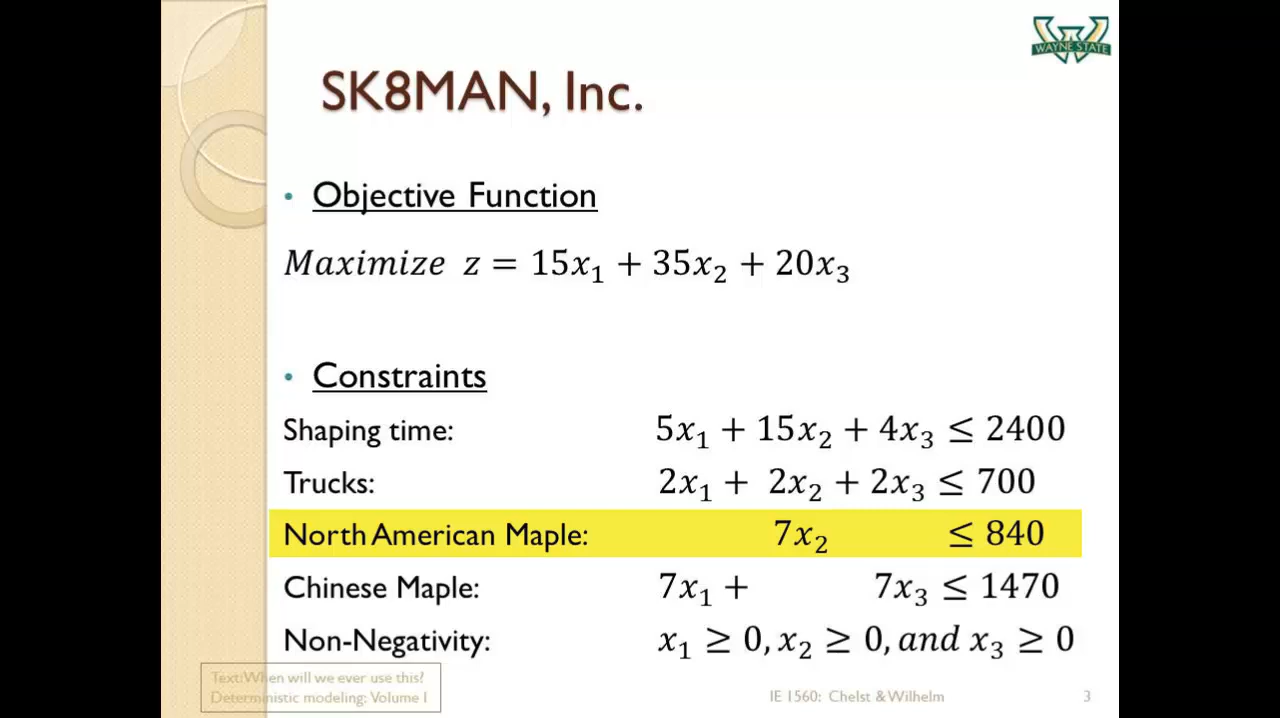 WAYNE STATE
SK8MAN, Inc.
• Objective Function
Maximize z = 15x₁ + 35x₂ + 20x₃
• Constraints
Shaping time: 5x₁ + 15x₂ + 4x₃ ≤ 2400
Trucks: 2x₁ + 2x₂ + 2x₃ ≤ 700
North American Maple: 7x₂ ≤ 840
Chinese Maple: 7x₁ + 7x₃ ≤ 1470
Non-Negativity: x₁ ≥ 0, x₂ ≥ 0, and x₃ ≥ 0
Text: When will we ever use this?
Deterministic modeling: Volume I
IE 1560: Chelst & Wilhelm
3